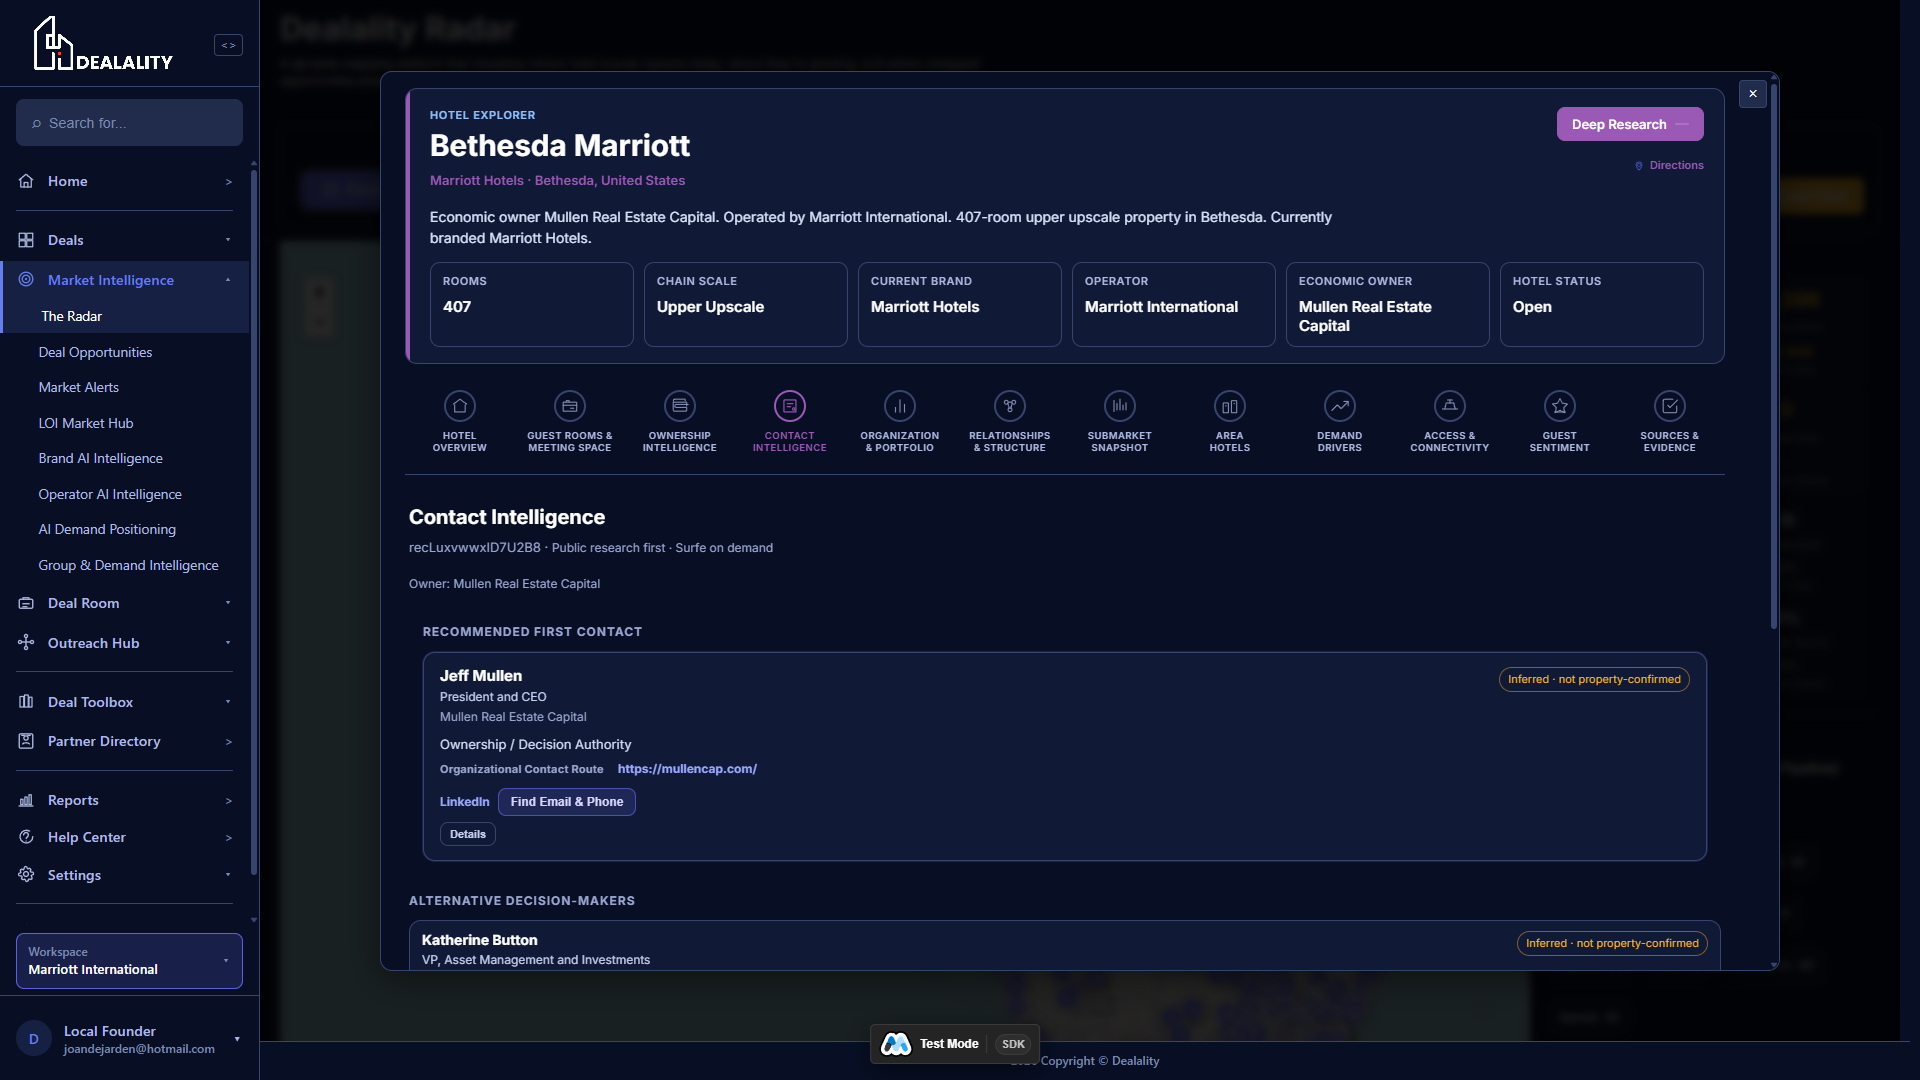 DEALALITY
<>
Search for...
Home >
Deals
Market Intelligence
The Radar
Deal Opportunities
Market Alerts
LOI Market Hub
Brand AI Intelligence
Operator AI Intelligence
AI Demand Positioning
Group & Demand Intelligence
Deal Room
Outreach Hub
Deal Toolbox
Partner Directory >
Reports >
Help Center >
Settings
Workspace
Marriott International
D
Local Founder
joandejarden@hotmail.com
Dealality Radar
×
HOTEL EXPLORER
Bethesda Marriott
Marriott Hotels · Bethesda, United States
Deep Research —
Directions
Economic owner Mullen Real Estate Capital. Operated by Marriott International. 407-room upper upscale property in Bethesda. Currently
branded Marriott Hotels.
ROOMS
407
CHAIN SCALE
Upper Upscale
CURRENT BRAND
Marriott Hotels
OPERATOR
Marriott International
ECONOMIC OWNER
Mullen Real Estate
Capital
HOTEL STATUS
Open
HOTEL
OVERVIEW
GUEST ROOMS &
MEETING SPACE
OWNERSHIP
INTELLIGENCE
CONTACT
INTELLIGENCE
ORGANIZATION
& PORTFOLIO
RELATIONSHIPS
& STRUCTURE
SUBMARKET
SNAPSHOT
AREA
HOTELS
DEMAND
DRIVERS
ACCESS &
CONNECTIVITY
GUEST
SENTIMENT
SOURCES &
EVIDENCE
Contact Intelligence
recLuxvwwxID7U2B8 · Public research first · Surfe on demand
Owner: Mullen Real Estate Capital
RECOMMENDED FIRST CONTACT
Jeff Mullen
Inferred · not property-confirmed
President and CEO
Mullen Real Estate Capital
Ownership / Decision Authority
Organizational Contact Route https://mullencap.com/
LinkedIn Find Email & Phone
Details
ALTERNATIVE DECISION-MAKERS
Katherine Button
Inferred · not property-confirmed
VP, Asset Management and Investments
Test Mode SDK
Copyright © Dealality